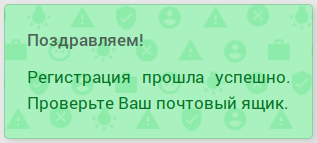 Поздравляем!
Регистрация прошла успешно.
Проверьте Ваш почтовый ящик.